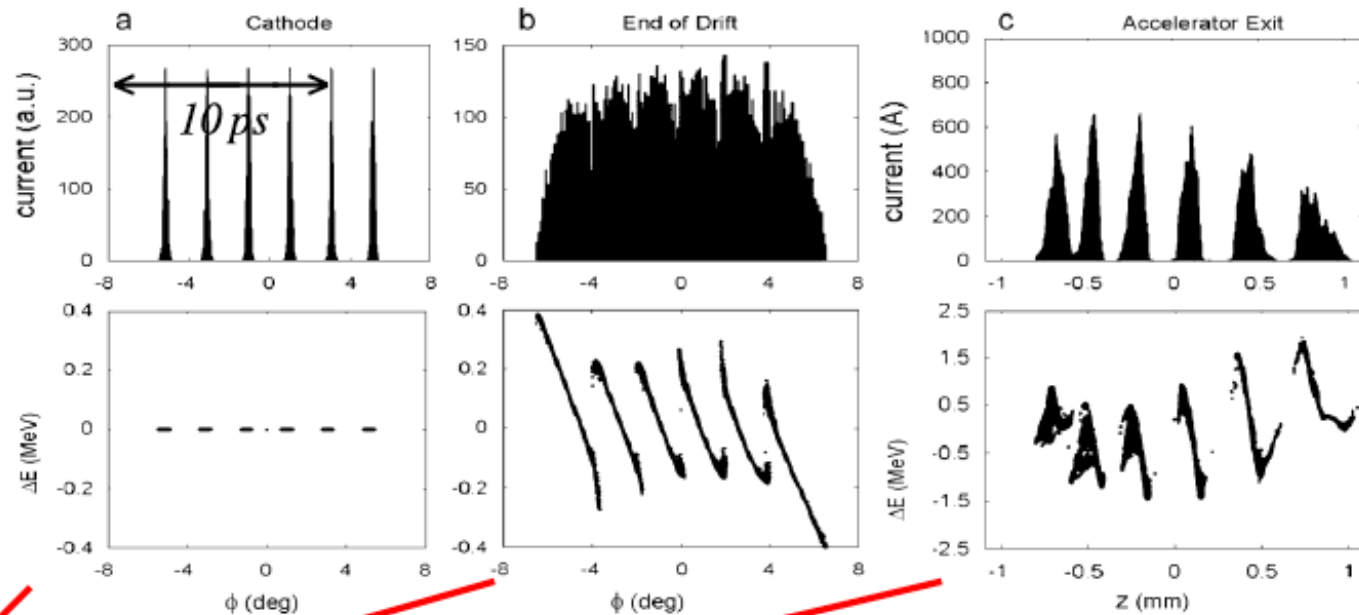 a Cathode
b End of Drift
c Accelerator Exit
300
200
100
0
current (a.u.)
10 ps
-8 -4 0 4 8
150
100
50
0
-8 -4 0 4 8
1000
800
600
400
200
0
current (A)
-1 -0.5 0 0.5 1
0.4
0.2
0
-0.2
-0.4
ΔE (MeV)
-8 -4 0 4 8
ϕ (deg)
0.4
0.2
0
-0.2
-0.4
-8 -4 0 4 8
ϕ (deg)
2.5
1.5
0.5
-0.5
-1.5
-2.5
ΔE (MeV)
-1 -0.5 0 0.5 1
z (mm)